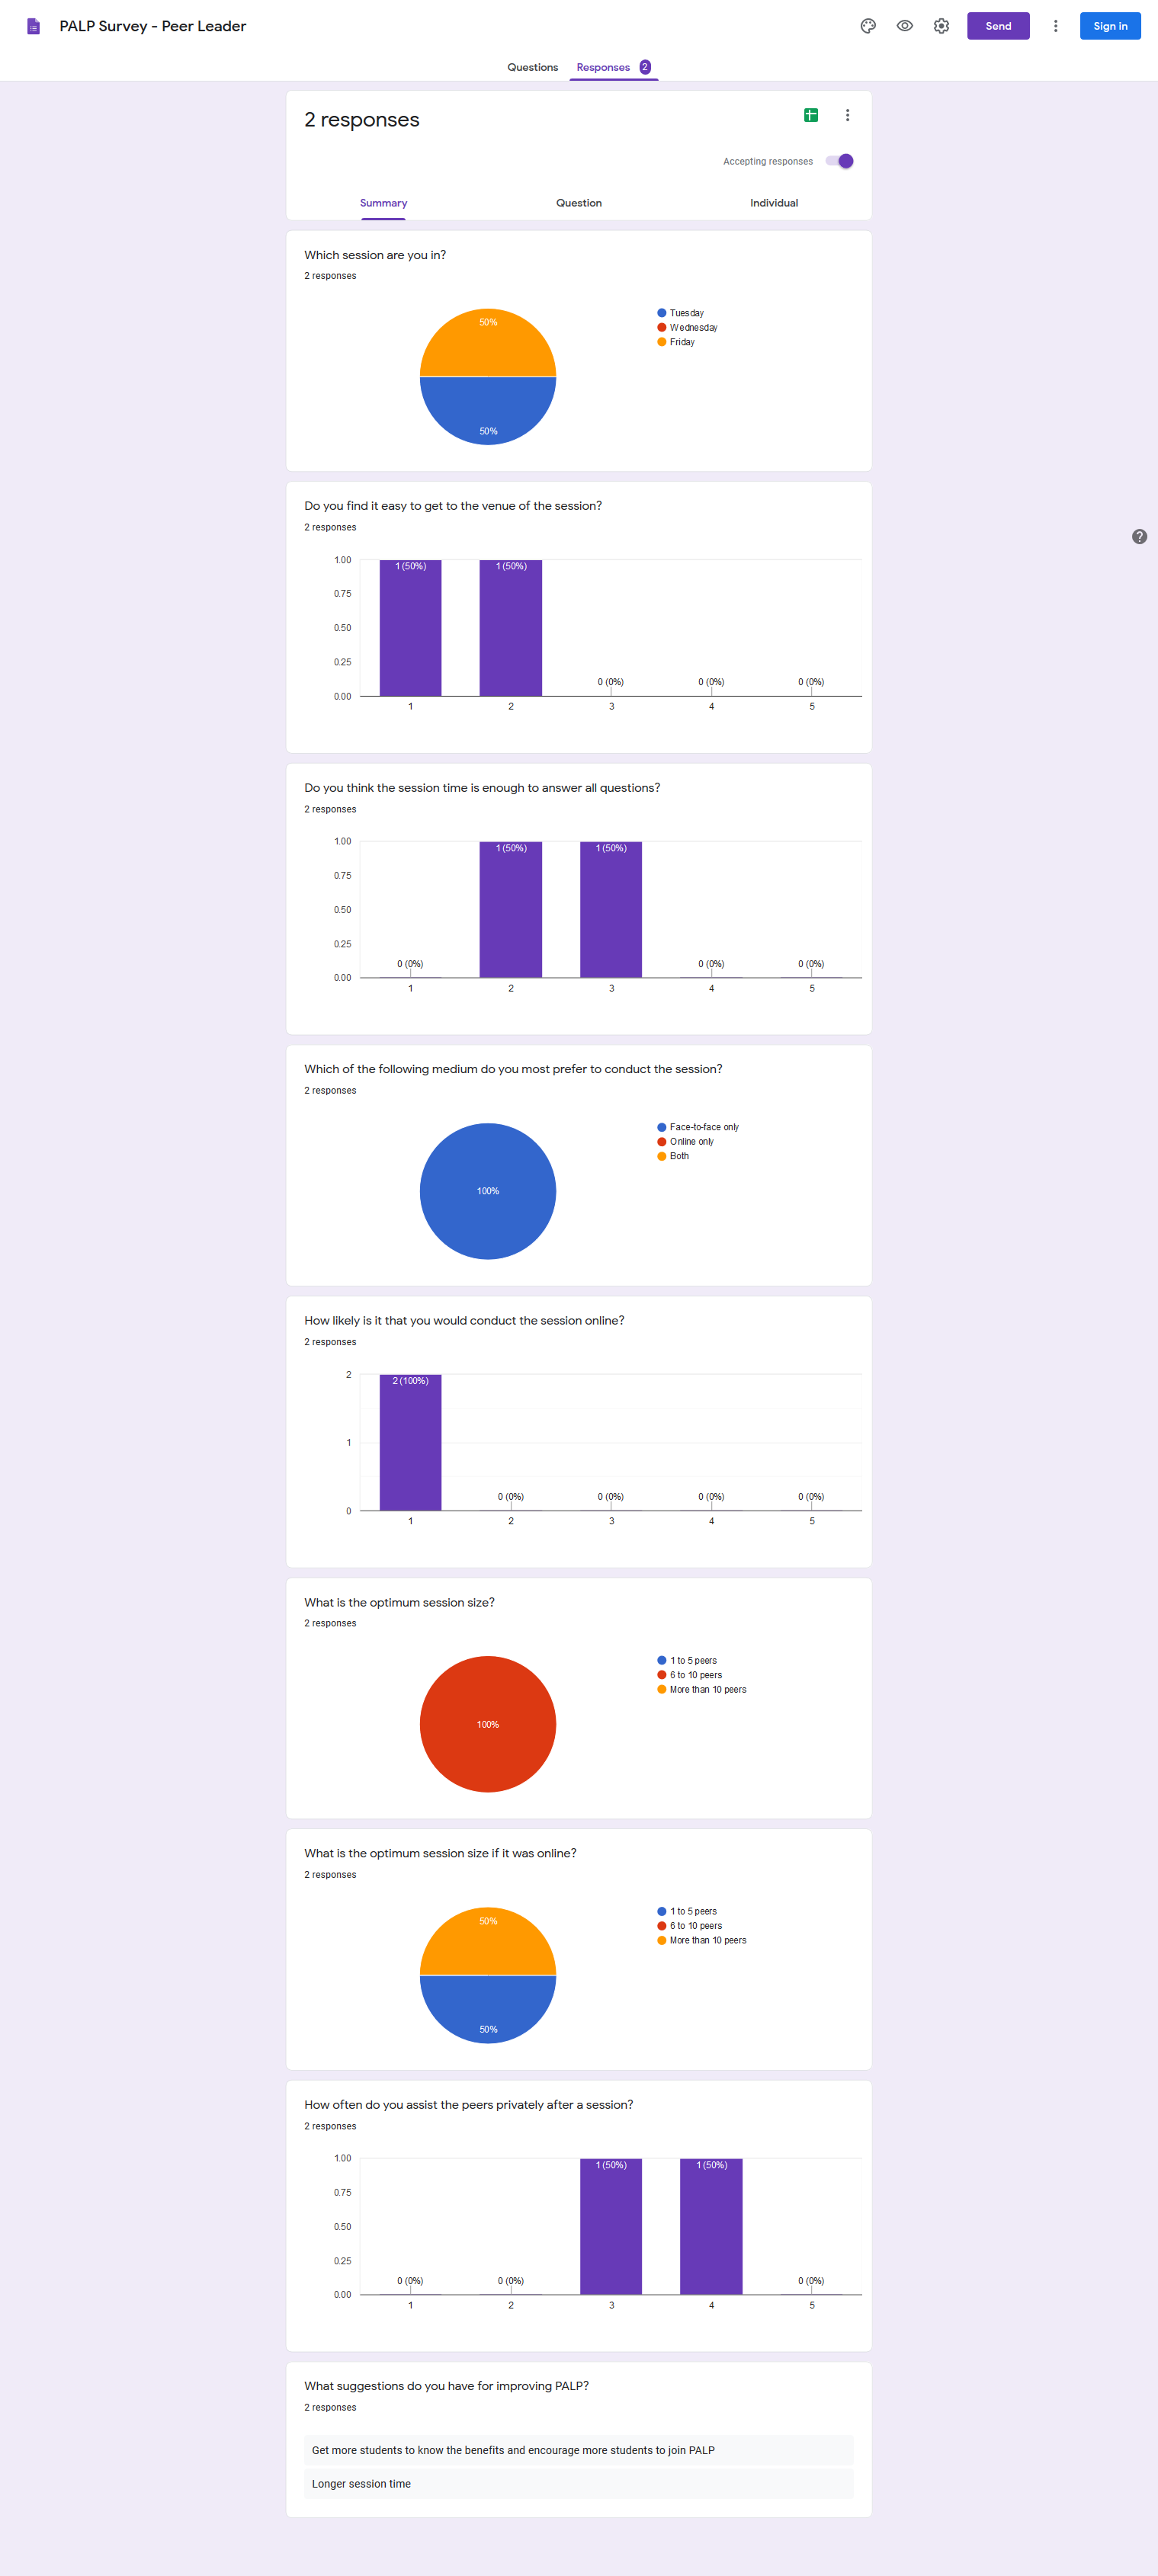 PALP Survey - Peer Leader
Send
Sign in
Questions Responses 2
2 responses
Accepting responses
Summary Question Individual
Which session are you in?
2 responses
Tuesday
Wednesday
Friday
50%
50%
Do you find it easy to get to the venue of the session?
2 responses
1.00
0.75
0.50
0.25
0.00
1 (50%) 1 (50%) 0 (0%) 0 (0%) 0 (0%)
1 2 3 4 5
Do you think the session time is enough to answer all questions?
2 responses
1.00
0.75
0.50
0.25
0.00
0 (0%) 1 (50%) 1 (50%) 0 (0%) 0 (0%)
1 2 3 4 5
Which of the following medium do you most prefer to conduct the session?
2 responses
Face-to-face only
Online only
Both
100%
How likely is it that you would conduct the session online?
2 responses
2
1
0
2 (100%) 0 (0%) 0 (0%) 0 (0%) 0 (0%)
1 2 3 4 5
What is the optimum session size?
2 responses
1 to 5 peers
6 to 10 peers
More than 10 peers
100%
What is the optimum session size if it was online?
2 responses
1 to 5 peers
6 to 10 peers
More than 10 peers
50%
50%
How often do you assist the peers privately after a session?
2 responses
1.00
0.75
0.50
0.25
0.00
0 (0%) 0 (0%) 1 (50%) 1 (50%) 0 (0%)
1 2 3 4 5
What suggestions do you have for improving PALP?
2 responses
Get more students to know the benefits and encourage more students to join PALP
Longer session time